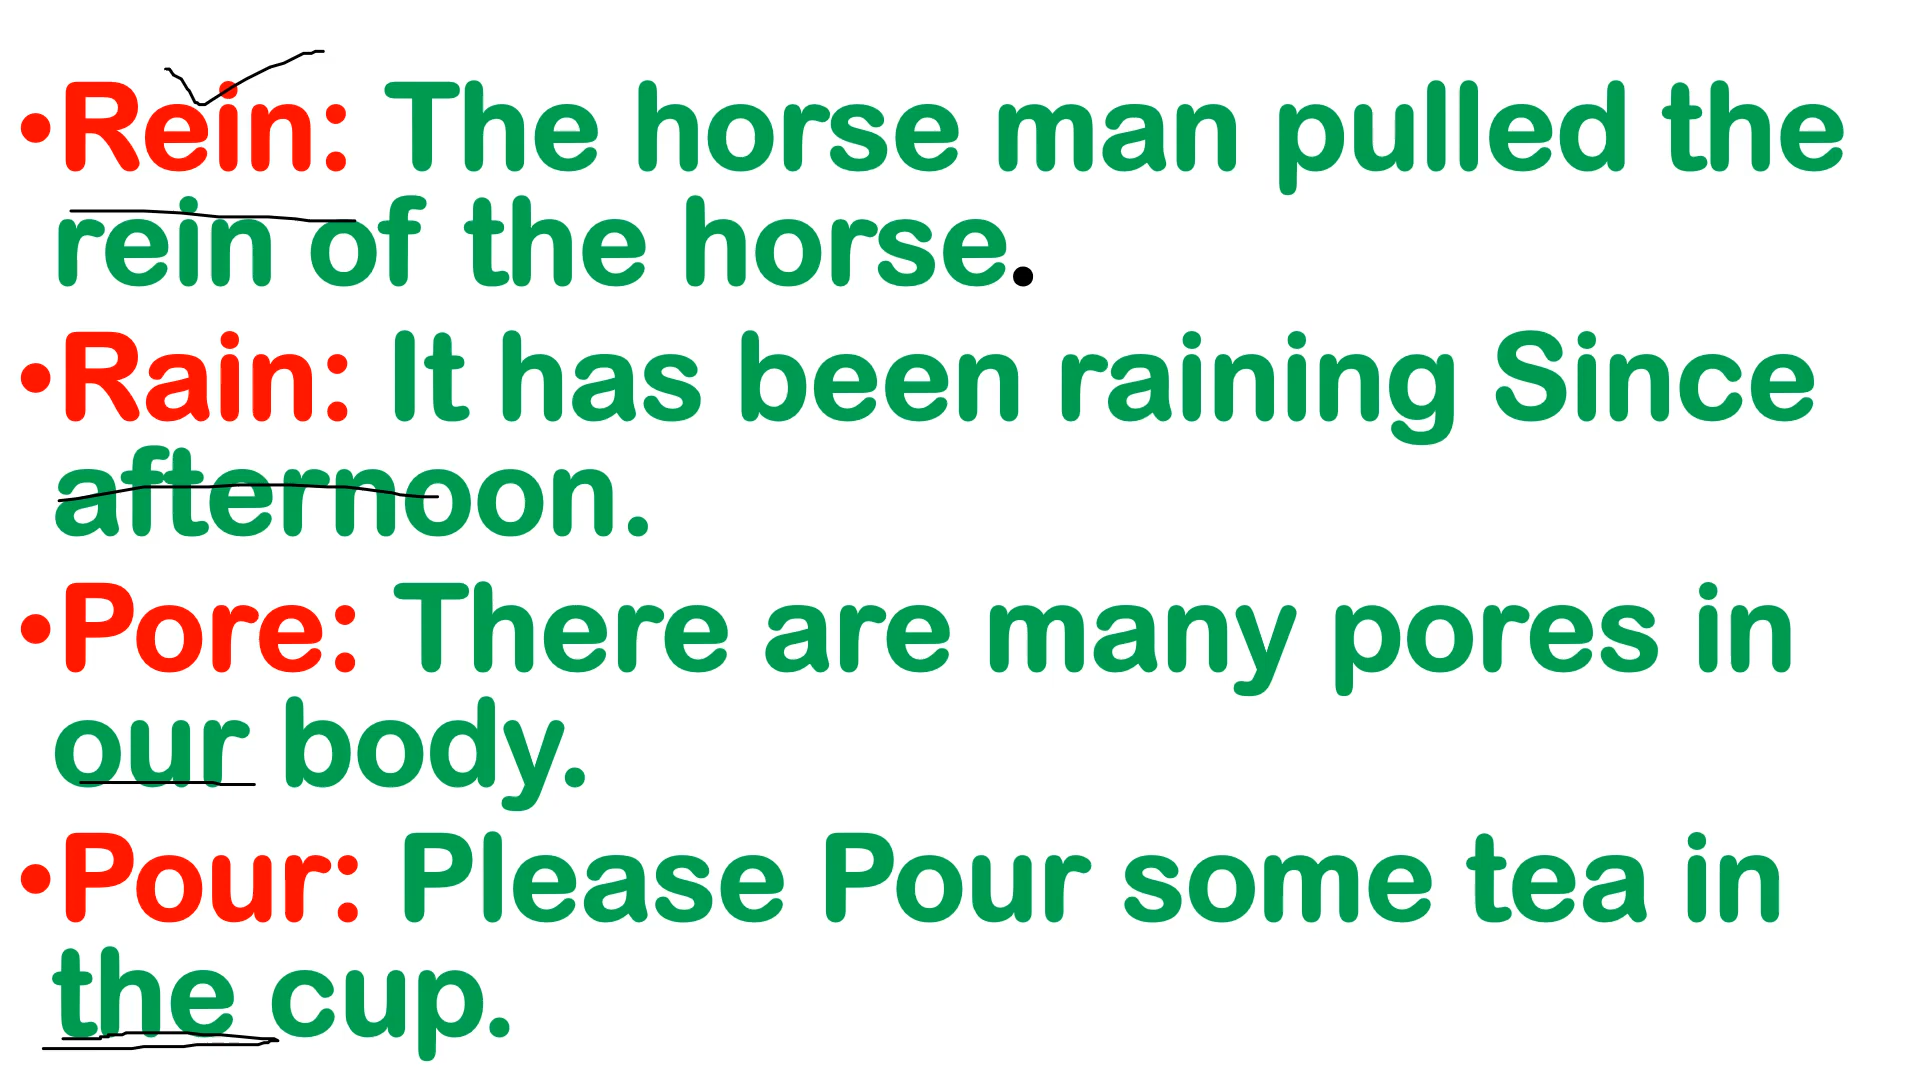 •Rein: The horse man pulled the
rein of the horse.
•Rain: It has been raining Since
afternoon.
•Pore: There are many pores in
our body.
•Pour: Please Pour some tea in
the cup.